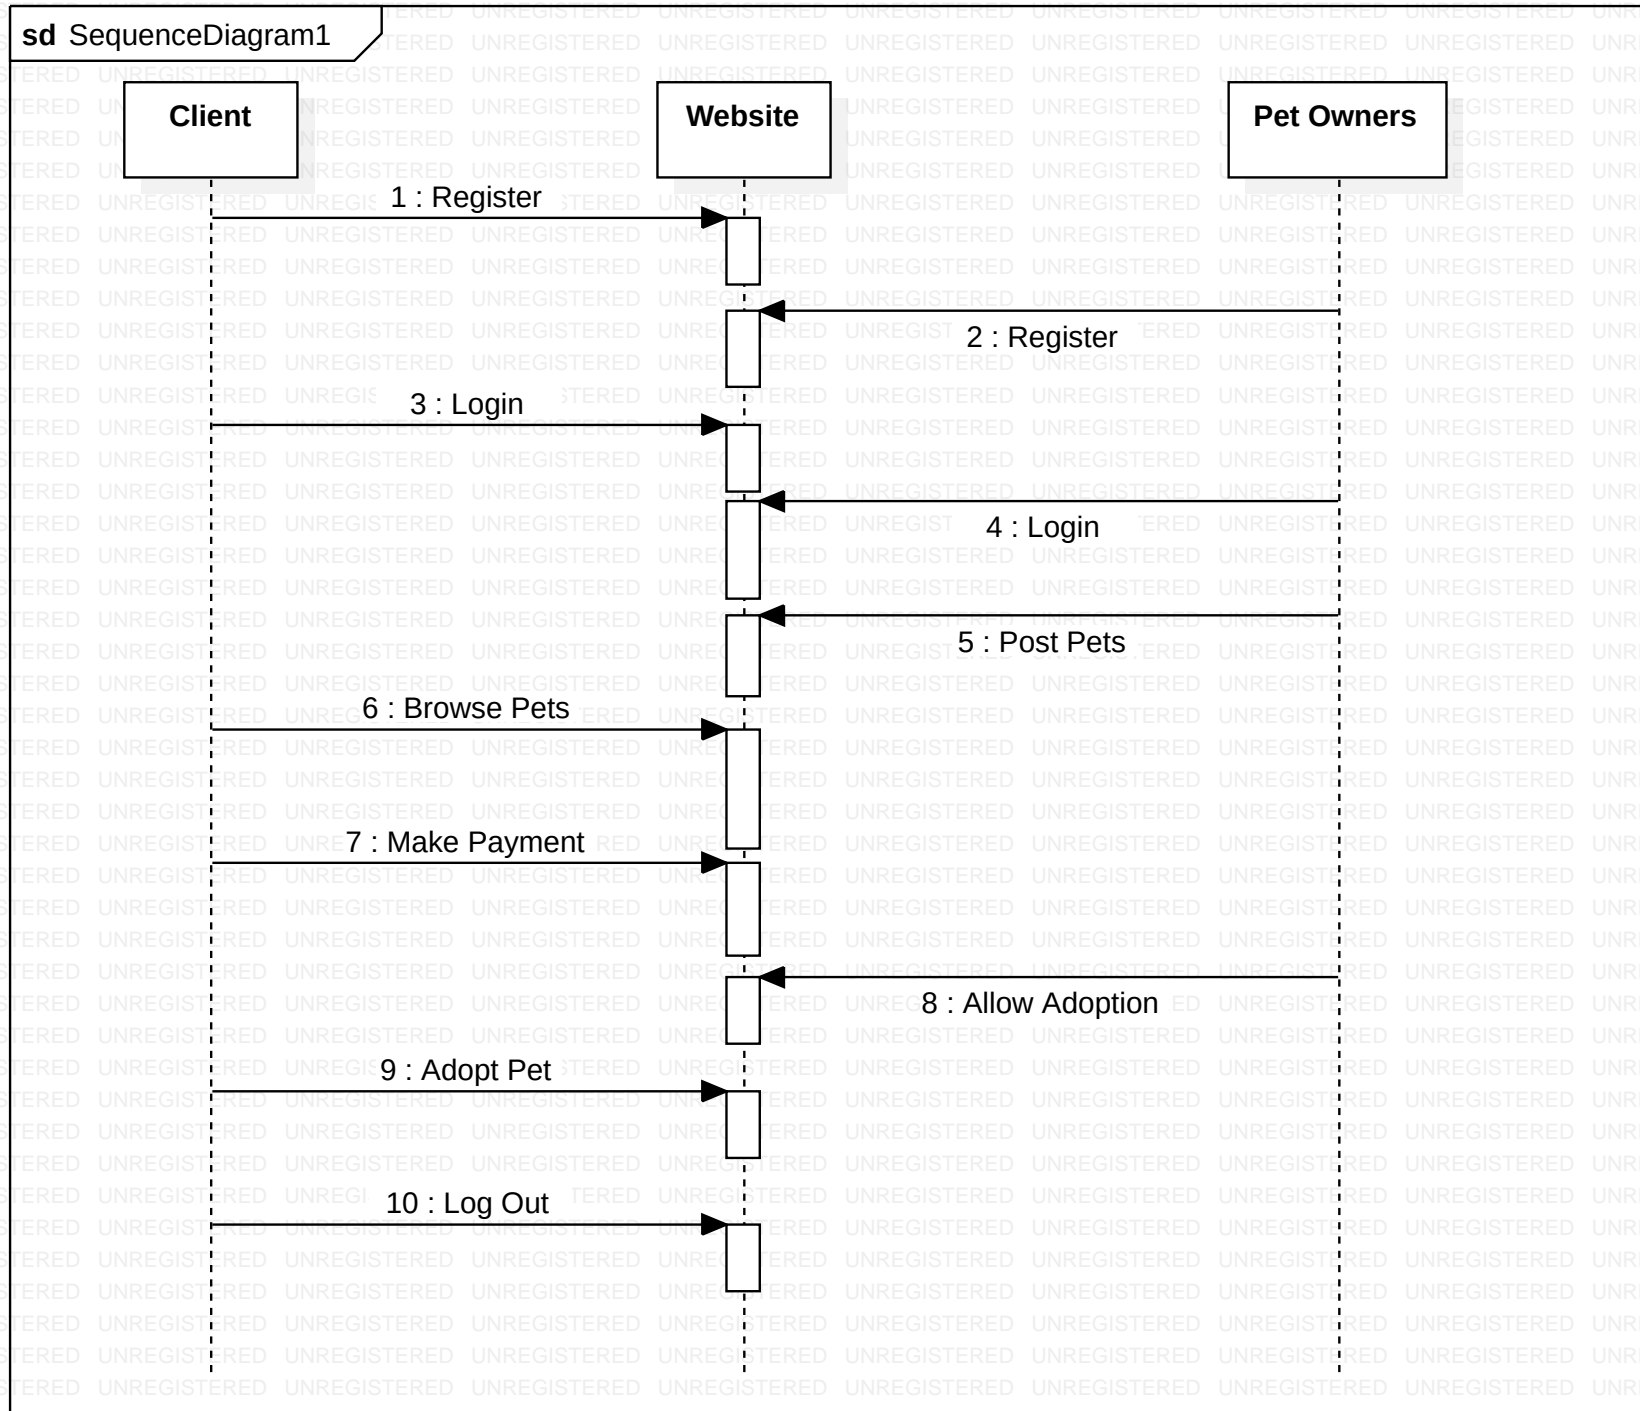 sd SequenceDiagram1
Client
Website
Pet Owners
1 : Register
2 : Register
3 : Login
4 : Login
5 : Post Pets
6 : Browse Pets
7 : Make Payment
8 : Allow Adoption
9 : Adopt Pet
10 : Log Out
UNREGISTERED